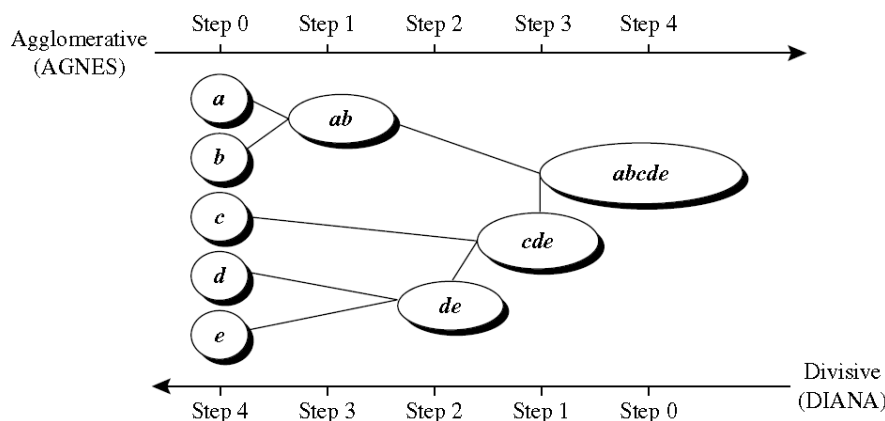 Step 0 Step 1 Step 2 Step 3 Step 4
Agglomerative
(AGNES)
a
ab
b
abcde
c
cde
d
de
e
Divisive
(DIANA)
Step 4 Step 3 Step 2 Step 1 Step 0